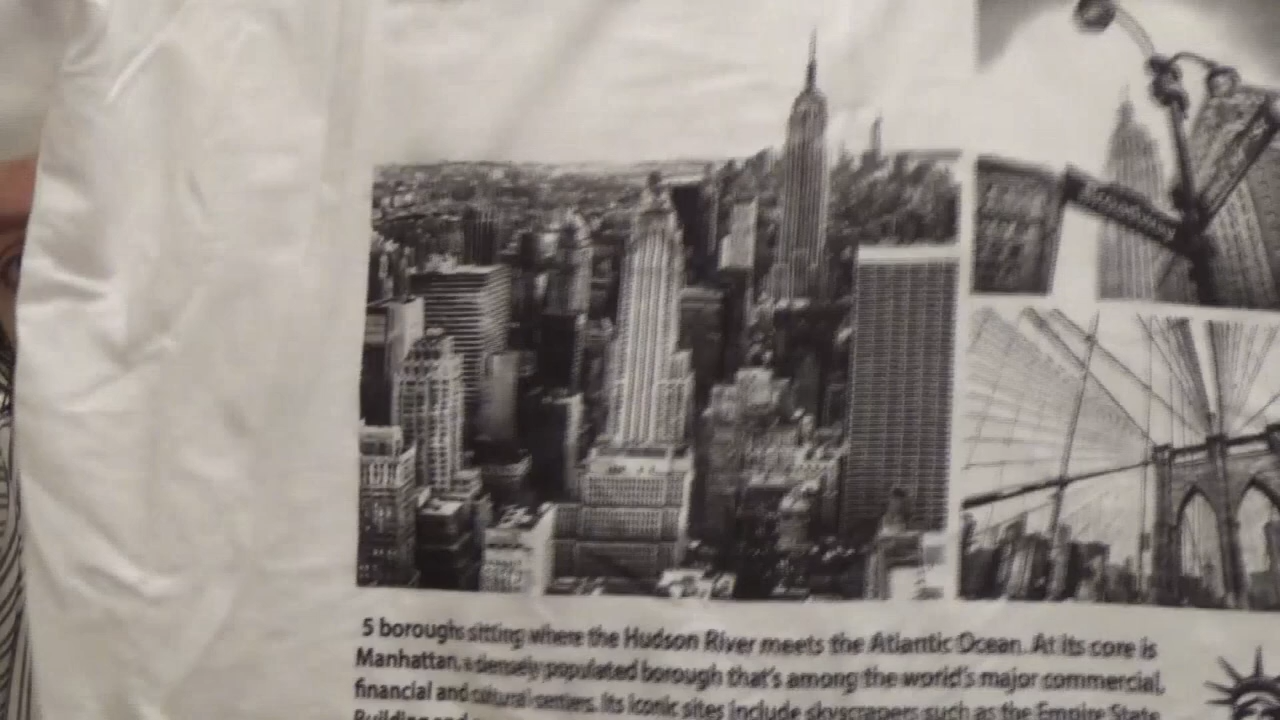 5 boroughs sitting where the Hudson River meets the Atlantic Ocean. At its core is
Manhattan, a densely populated borough that's among the world's major commercial,
financial and cultural centers. Its iconic sites include skyscrapers such as the Empire State
Building and